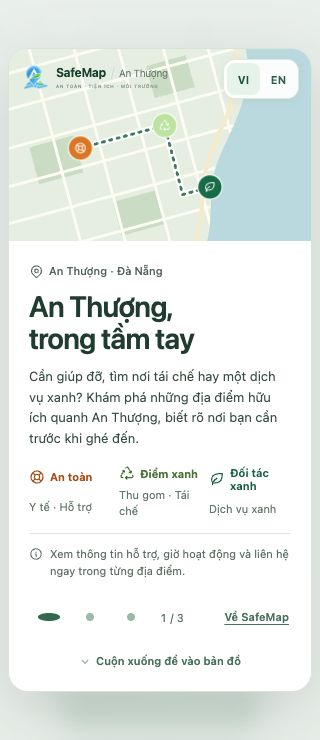 SafeMap / An Thượng
AN TOÀN · TIỆN ÍCH · MÔI TRƯỜNG
VI EN
An Thượng · Đà Nẵng
An Thượng,
trong tầm tay
Cần giúp đỡ, tìm nơi tái chế hay một dịch
vụ xanh? Khám phá những địa điểm hữu
ích quanh An Thượng, biết rõ nơi bạn cần
trước khi ghé đến.
An toàn
Y tế · Hỗ trợ
Điểm xanh
Thu gom · Tái
chế
Đối tác
xanh
Dịch vụ xanh
Xem thông tin hỗ trợ, giờ hoạt động và liên hệ
ngay trong từng địa điểm.
1 / 3
Về SafeMap
Cuộn xuống để vào bản đồ